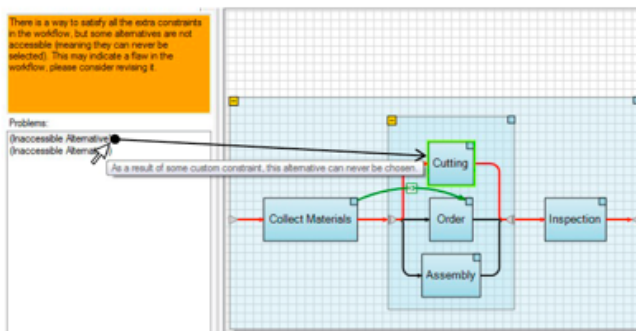 There is a way to satisfy all the extra constraints
in the workflow, but some alternatives are not
accessible (meaning they can never be
selected). This may indicate a flaw in the
workflow, please consider revising it.
Problems:
(Inaccessible Alternative)
(Inaccessible Alternative)
As a result of some custom constraint, this alternative can never be chosen.
Cutting
Collect Materials
Order
Inspection
Assembly